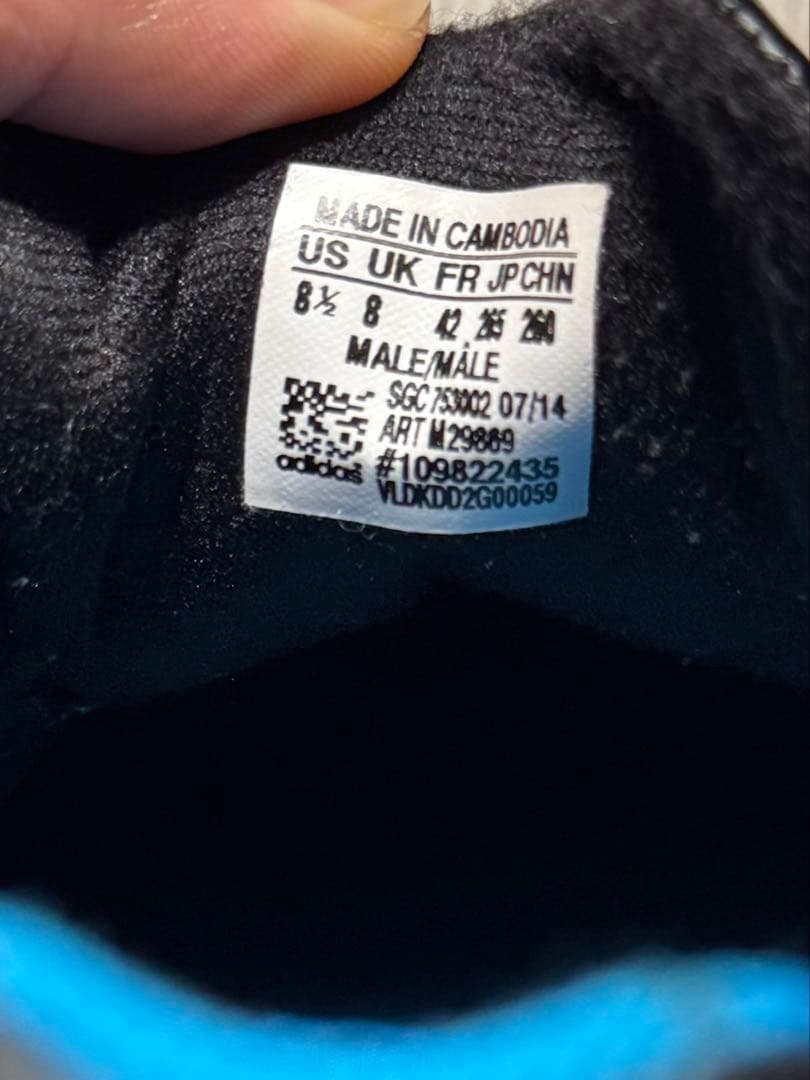 MADE IN CAMBODIA
US UK FR JP CHN
8½ 8 42 265 260
MALE/MÂLE
SGC 753002 07/14
ART M29869
adidas #109822435
VLDKDD2G00059